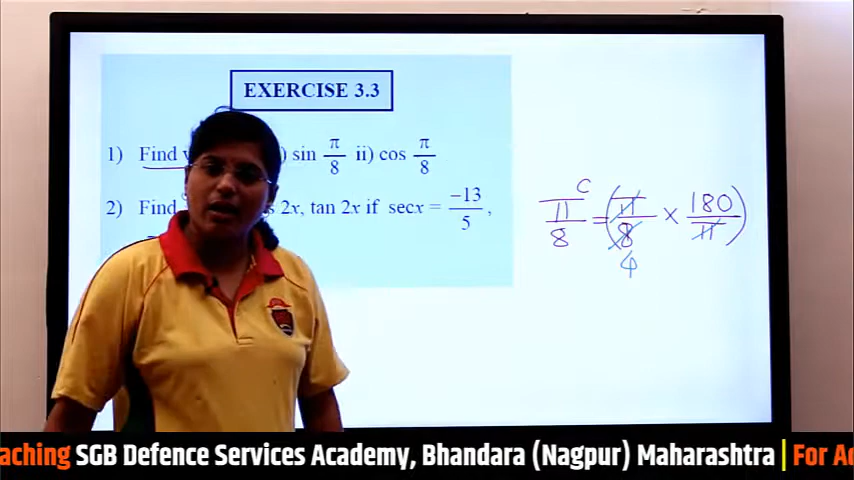 EXERCISE 3.3
1) Find ) sin π/8 ii) cos π/8
2) Find 2x, tan 2x if secx = −13/5 ,
π/8 ᶜ = (π/8 × 180/π)
4
aching SGB Defence Services Academy, Bhandara (Nagpur) Maharashtra | For Ad